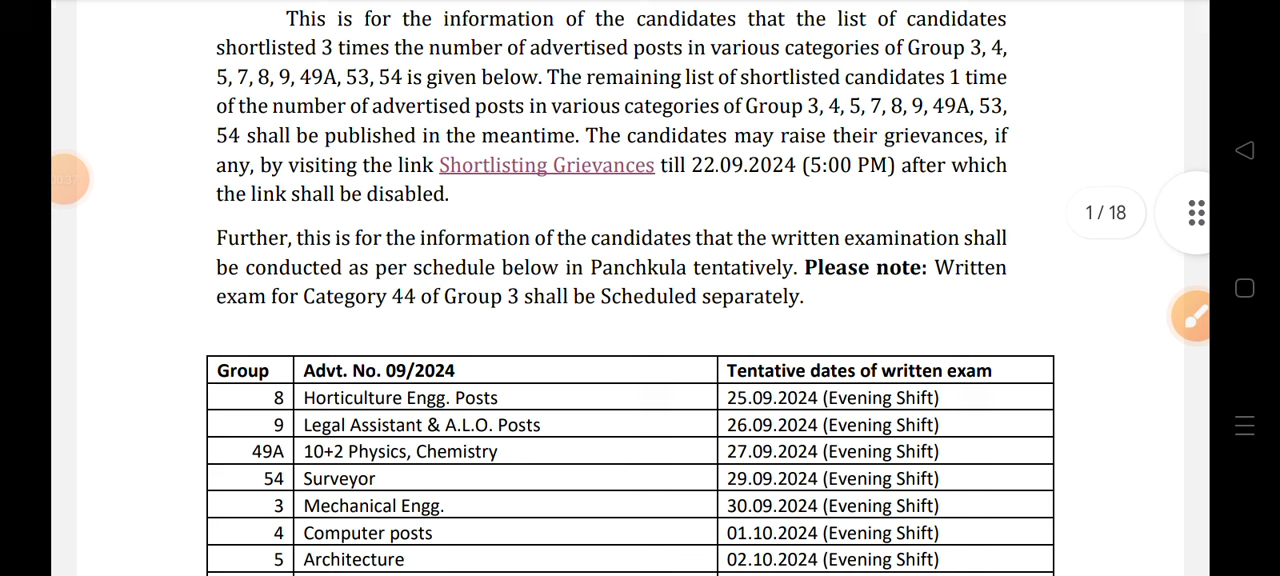 This is for the information of the candidates that the list of candidates
shortlisted 3 times the number of advertised posts in various categories of Group 3, 4,
5, 7, 8, 9, 49A, 53, 54 is given below. The remaining list of shortlisted candidates 1 time
of the number of advertised posts in various categories of Group 3, 4, 5, 7, 8, 9, 49A, 53,
54 shall be published in the meantime. The candidates may raise their grievances, if
any, by visiting the link Shortlisting Grievances till 22.09.2024 (5:00 PM) after which
the link shall be disabled.
1 / 18
Further, this is for the information of the candidates that the written examination shall
be conducted as per schedule below in Panchkula tentatively. Please note: Written
exam for Category 44 of Group 3 shall be Scheduled separately.
Group Advt. No. 09/2024 Tentative dates of written exam
8 Horticulture Engg. Posts 25.09.2024 (Evening Shift)
9 Legal Assistant & A.L.O. Posts 26.09.2024 (Evening Shift)
49A 10+2 Physics, Chemistry 27.09.2024 (Evening Shift)
54 Surveyor 29.09.2024 (Evening Shift)
3 Mechanical Engg. 30.09.2024 (Evening Shift)
4 Computer posts 01.10.2024 (Evening Shift)
5 Architecture 02.10.2024 (Evening Shift)